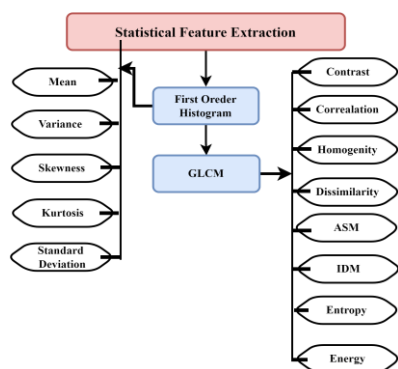 Statistical Feature Extraction
Mean
Variance
Skewness
Kurtosis
Standard
Deviation
First Oreder
Histogram
GLCM
Contrast
Correalation
Homogenity
Dissimilarity
ASM
IDM
Entropy
Energy